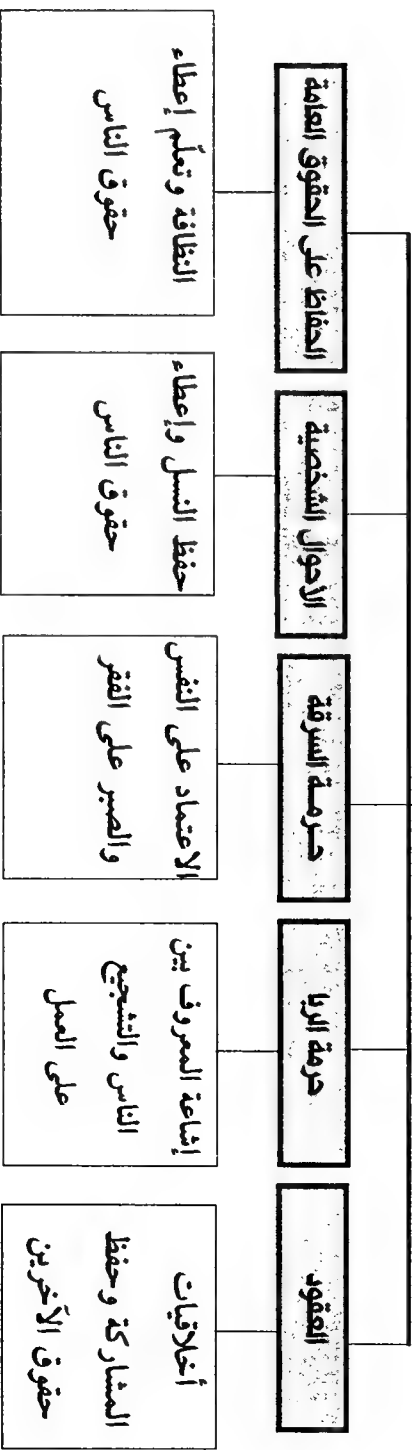 العقود
حرمة الربا
حرمة السرقة
الأحوال الشخصية
الحفاظ على الحقوق العامة
أخلاقيات
المشاركة وحفظ
حقوق الآخرين
إشاعة المعروف بين
الناس والتشجيع
على العمل
الاعتماد على النفس
والصبر على الفقر
حفظ النسل وإعطاء
حقوق الناس
النظافة وتعلّم إعطاء
حقوق الناس